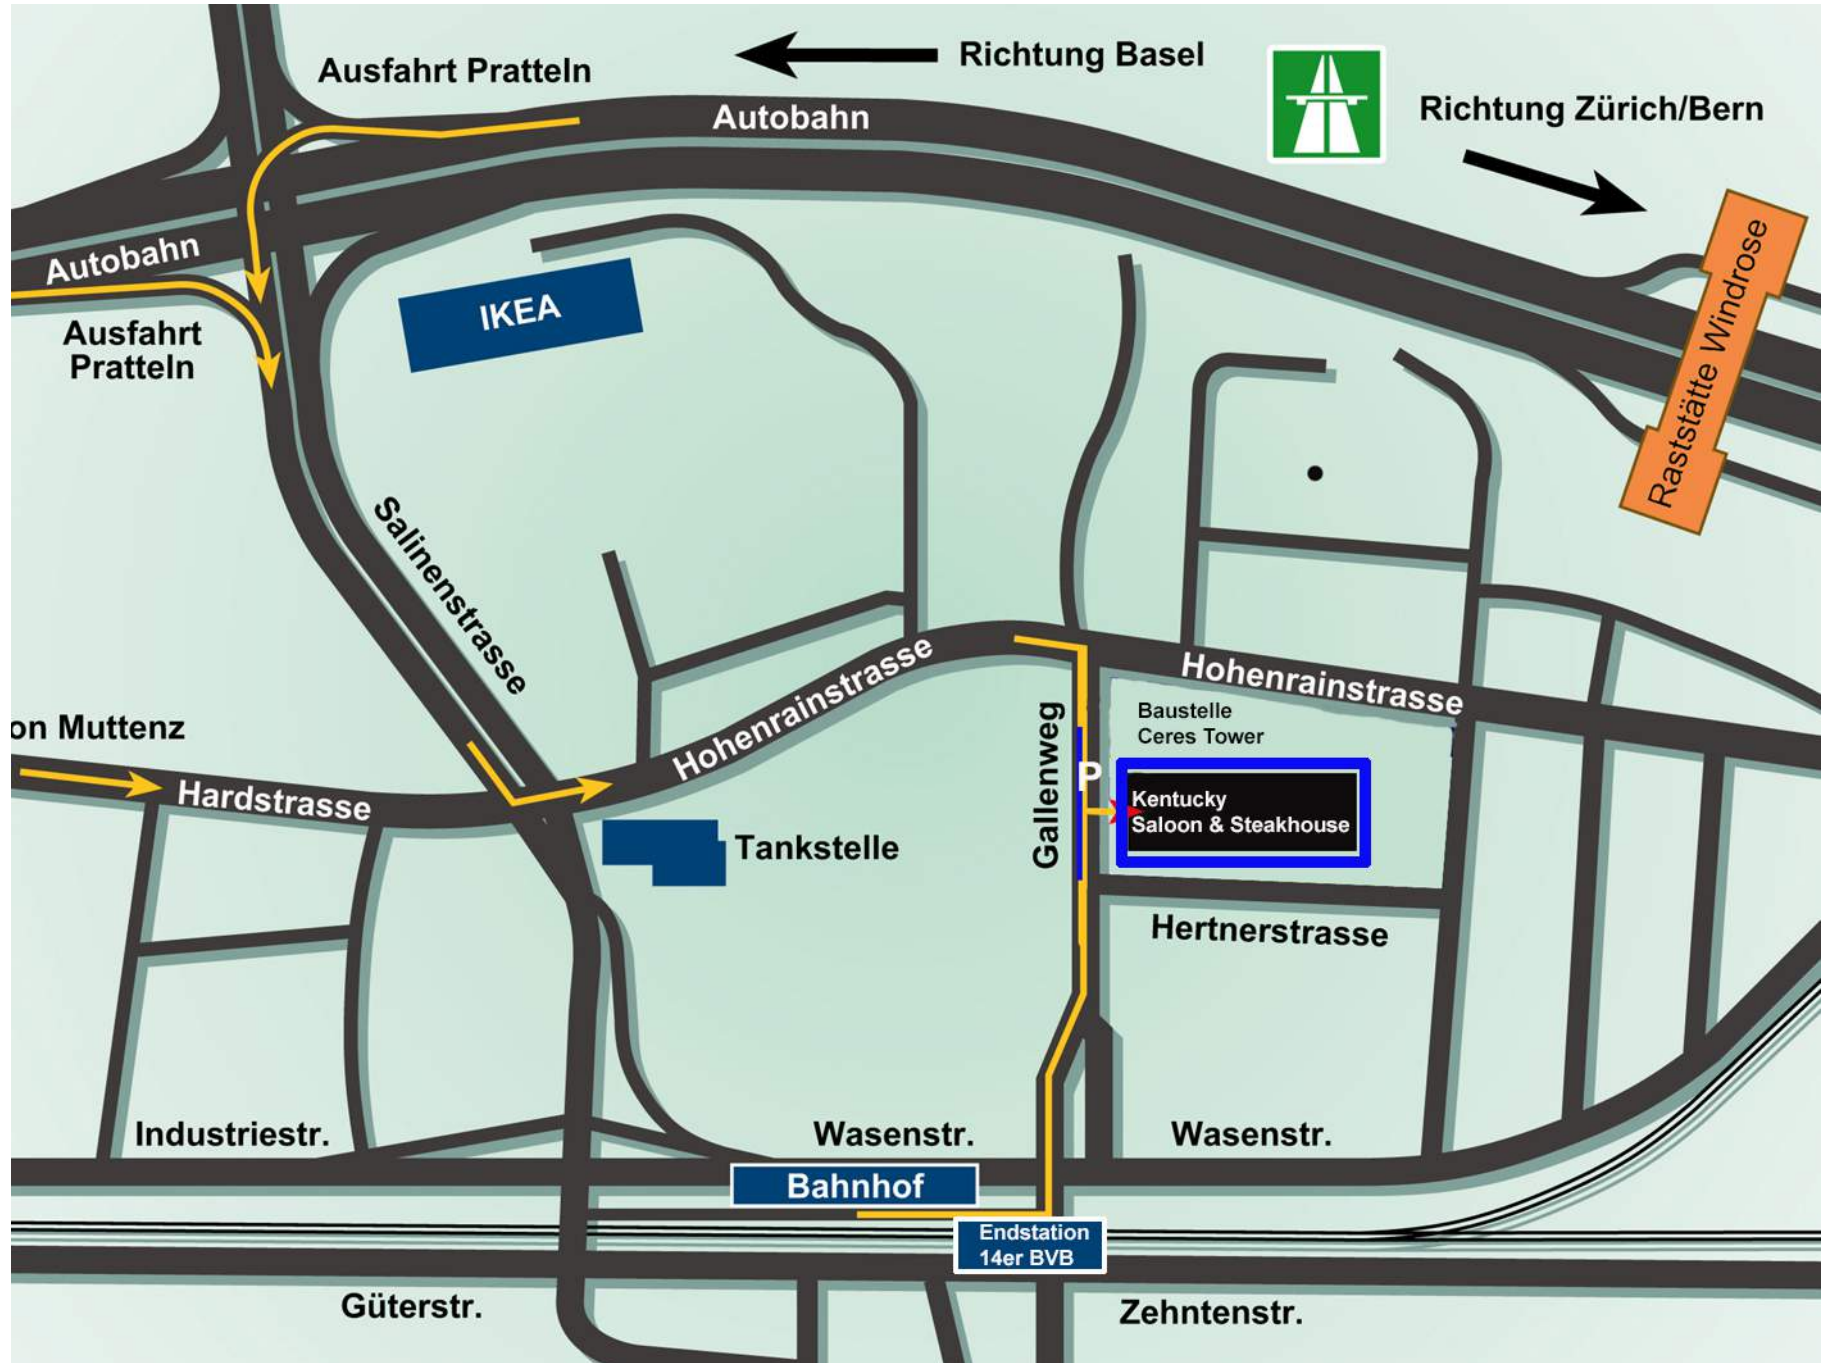 Ausfahrt Pratteln
Richtung Basel
Autobahn
Richtung Zürich/Bern
Autobahn
Raststätte Windrose
IKEA
Ausfahrt
Pratteln
Salinenstrasse
Hohenrainstrasse
Hohenrainstrasse
on Muttenz
Gallenweg
Baustelle
Ceres Tower
P
Kentucky
Saloon & Steakhouse
Hardstrasse
Tankstelle
Hertnerstrasse
Industriestr.
Wasenstr.
Wasenstr.
Bahnhof
Endstation
14er BVB
Güterstr.
Zehntenstr.